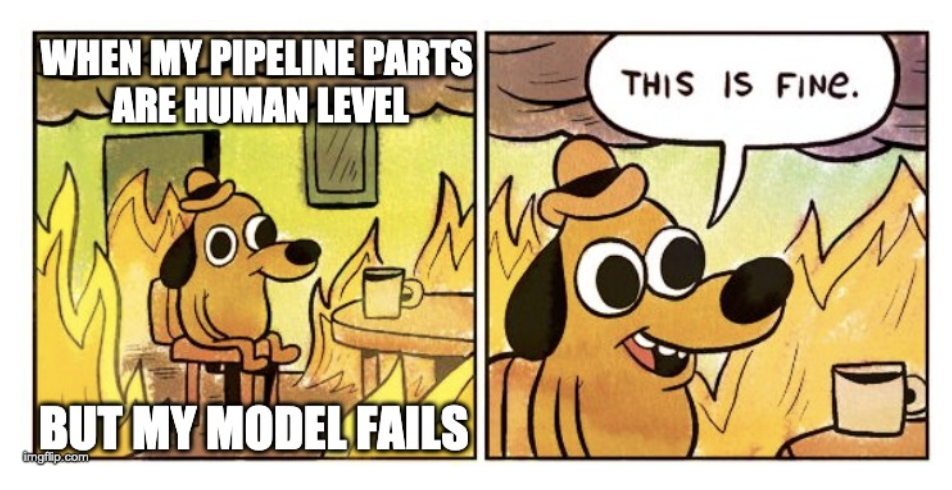 WHEN MY PIPELINE PARTS
ARE HUMAN LEVEL
BUT MY MODEL FAILS
imgflip.com
THIS IS FINE.